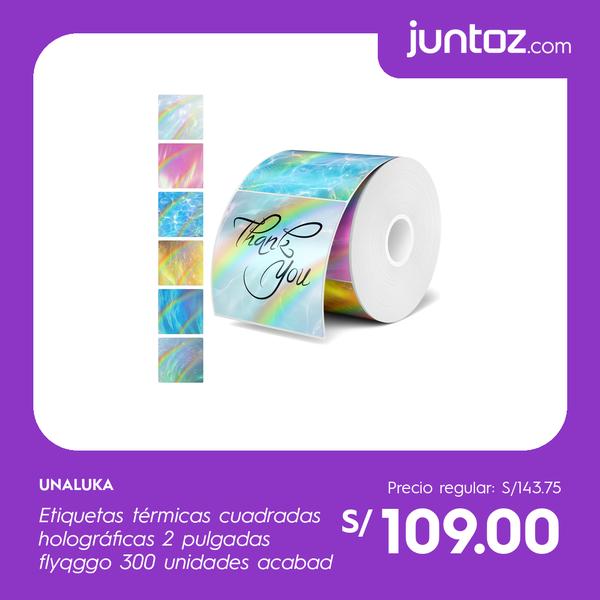 juntoz.com
Thank
You
UNALUKA
Etiquetas térmicas cuadradas
holográficas 2 pulgadas
flyqggo 300 unidades acabad
Precio regular: S/143.75
S/109.00